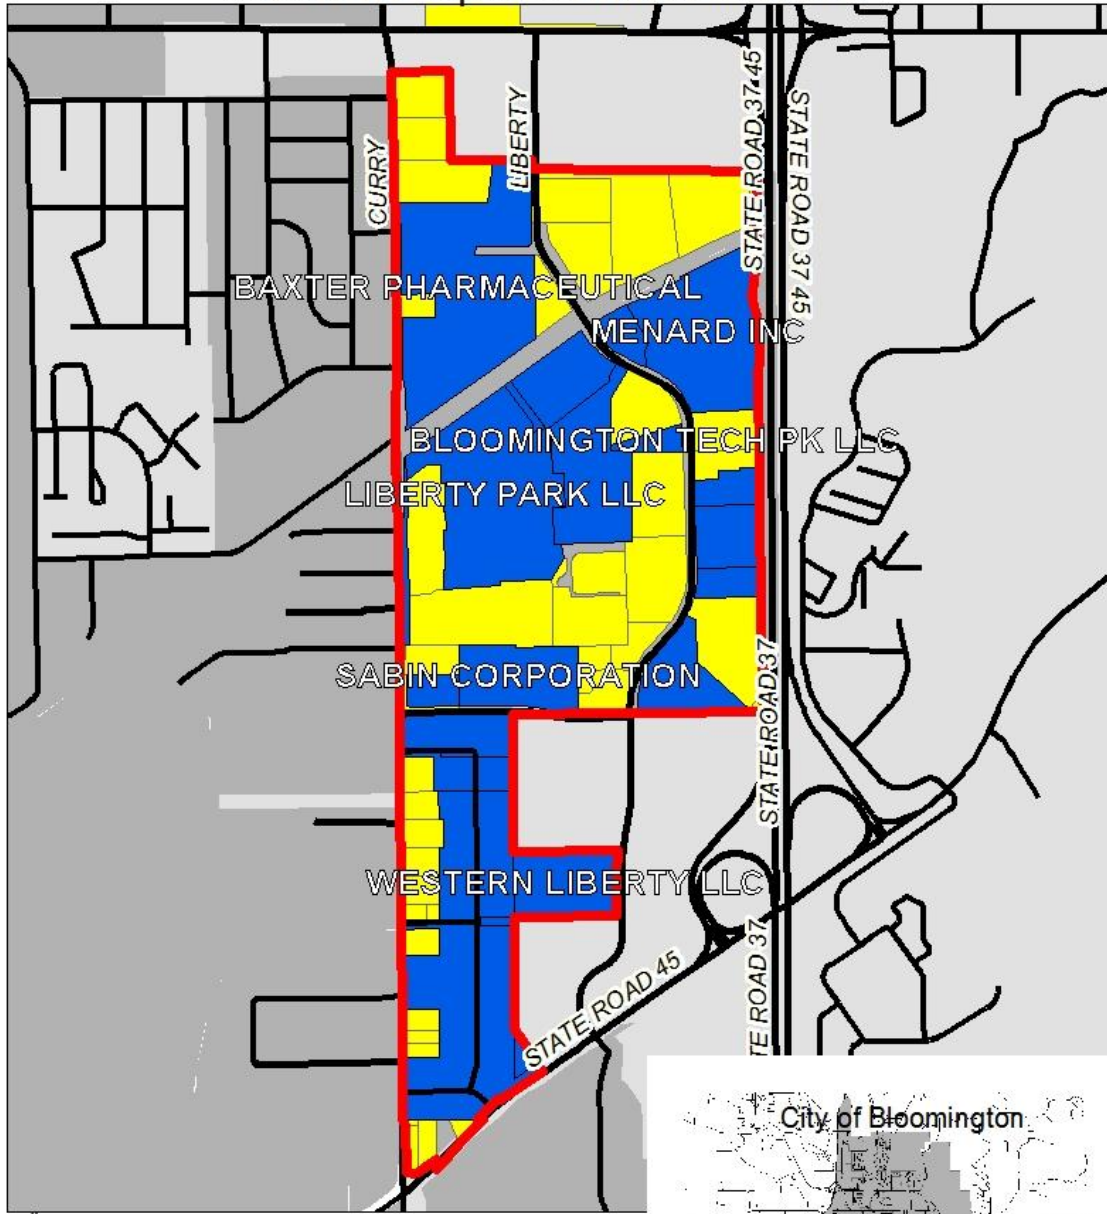 STATE ROAD 37 45
STATE ROAD 37 45
LIBERTY
CURRY
BAXTER PHARMACEUTICAL
MENARD INC
BLOOMINGTON TECH PK LLC
LIBERTY PARK LLC
SABIN CORPORATION
STATE ROAD 37
WESTERN LIBERTY LLC
STATE ROAD 45
TE ROAD 37
City of Bloomington